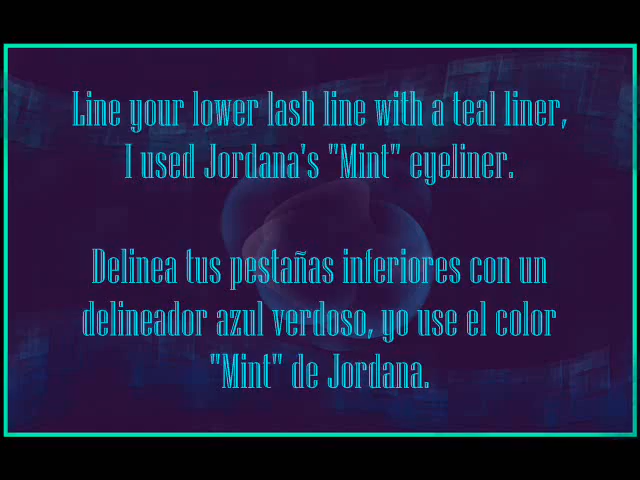 Line your lower lash line with a teal liner,
I used Jordana's "Mint" eyeliner.
Delinea tus pestañas inferiores con un
delineador azul verdoso, yo use el color
"Mint" de Jordana.